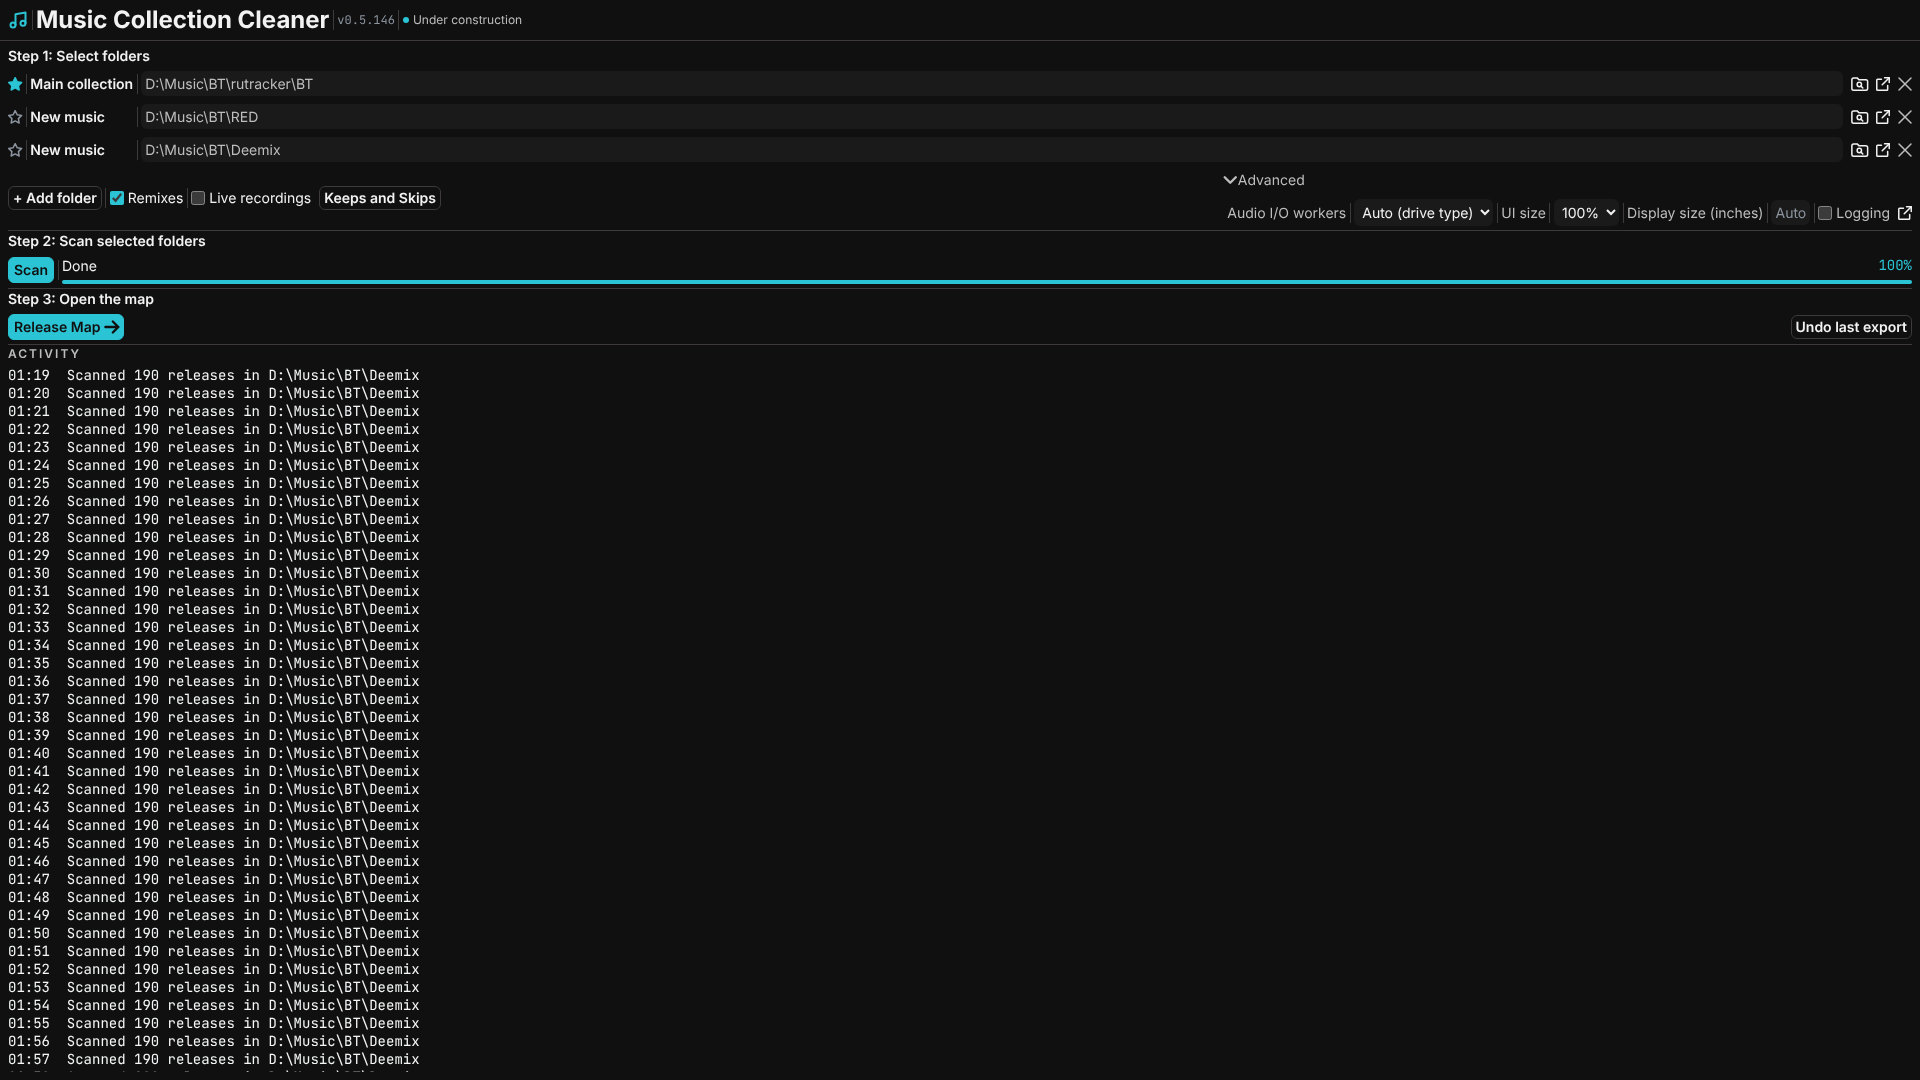 Music Collection Cleaner v0.5.146 Under construction
Step 1: Select folders
Main collection D:\Music\BT\rutracker\BT
New music D:\Music\BT\RED
New music D:\Music\BT\Deemix
Advanced
+ Add folder Remixes Live recordings Keeps and Skips
Audio I/O workers Auto (drive type) UI size 100% Display size (inches) Auto Logging
Step 2: Scan selected folders
Scan Done 100%
Step 3: Open the map
Release Map Undo last export
ACTIVITY
01:19 Scanned 190 releases in D:\Music\BT\Deemix
01:20 Scanned 190 releases in D:\Music\BT\Deemix
01:21 Scanned 190 releases in D:\Music\BT\Deemix
01:22 Scanned 190 releases in D:\Music\BT\Deemix
01:23 Scanned 190 releases in D:\Music\BT\Deemix
01:24 Scanned 190 releases in D:\Music\BT\Deemix
01:25 Scanned 190 releases in D:\Music\BT\Deemix
01:26 Scanned 190 releases in D:\Music\BT\Deemix
01:27 Scanned 190 releases in D:\Music\BT\Deemix
01:28 Scanned 190 releases in D:\Music\BT\Deemix
01:29 Scanned 190 releases in D:\Music\BT\Deemix
01:30 Scanned 190 releases in D:\Music\BT\Deemix
01:31 Scanned 190 releases in D:\Music\BT\Deemix
01:32 Scanned 190 releases in D:\Music\BT\Deemix
01:33 Scanned 190 releases in D:\Music\BT\Deemix
01:34 Scanned 190 releases in D:\Music\BT\Deemix
01:35 Scanned 190 releases in D:\Music\BT\Deemix
01:36 Scanned 190 releases in D:\Music\BT\Deemix
01:37 Scanned 190 releases in D:\Music\BT\Deemix
01:38 Scanned 190 releases in D:\Music\BT\Deemix
01:39 Scanned 190 releases in D:\Music\BT\Deemix
01:40 Scanned 190 releases in D:\Music\BT\Deemix
01:41 Scanned 190 releases in D:\Music\BT\Deemix
01:42 Scanned 190 releases in D:\Music\BT\Deemix
01:43 Scanned 190 releases in D:\Music\BT\Deemix
01:44 Scanned 190 releases in D:\Music\BT\Deemix
01:45 Scanned 190 releases in D:\Music\BT\Deemix
01:46 Scanned 190 releases in D:\Music\BT\Deemix
01:47 Scanned 190 releases in D:\Music\BT\Deemix
01:48 Scanned 190 releases in D:\Music\BT\Deemix
01:49 Scanned 190 releases in D:\Music\BT\Deemix
01:50 Scanned 190 releases in D:\Music\BT\Deemix
01:51 Scanned 190 releases in D:\Music\BT\Deemix
01:52 Scanned 190 releases in D:\Music\BT\Deemix
01:53 Scanned 190 releases in D:\Music\BT\Deemix
01:54 Scanned 190 releases in D:\Music\BT\Deemix
01:55 Scanned 190 releases in D:\Music\BT\Deemix
01:56 Scanned 190 releases in D:\Music\BT\Deemix
01:57 Scanned 190 releases in D:\Music\BT\Deemix